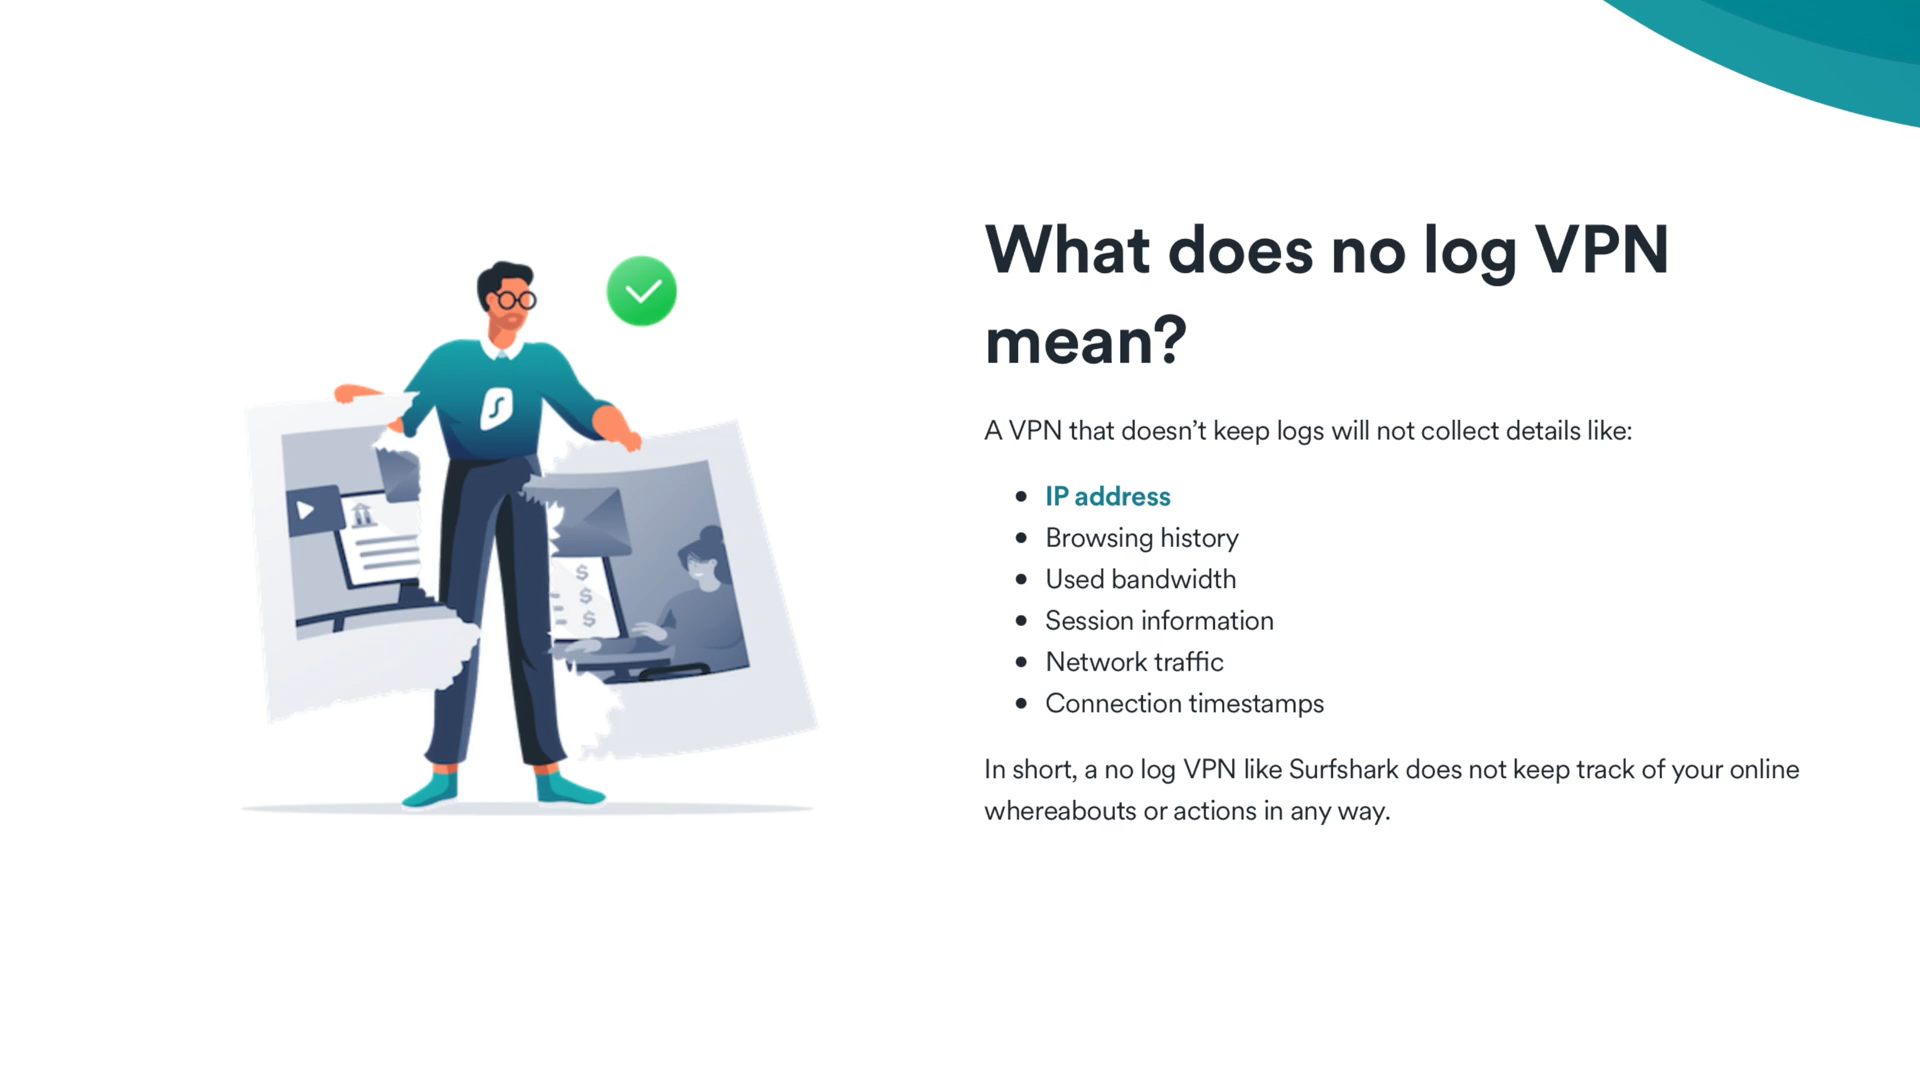 What does no log VPN
mean?
A VPN that doesn’t keep logs will not collect details like:
• IP address
• Browsing history
• Used bandwidth
• Session information
• Network traffic
• Connection timestamps
In short, a no log VPN like Surfshark does not keep track of your online
whereabouts or actions in any way.
$
$
$